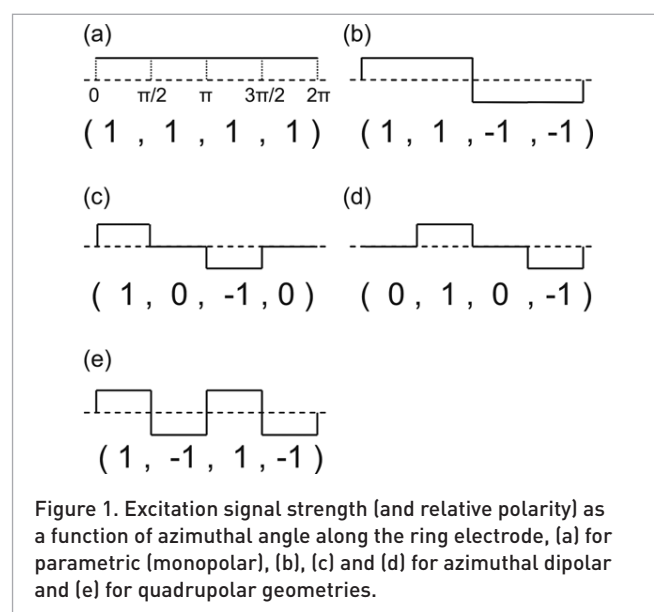 (a)
(b)
0 π/2 π 3π/2 2π
( 1 , 1 , 1 , 1 )
( 1 , 1 , -1 , -1 )
(c)
(d)
( 1 , 0 , -1 , 0 )
( 0 , 1 , 0 , -1 )
(e)
( 1 , -1 , 1 , -1 )
Figure 1. Excitation signal strength (and relative polarity) as
a function of azimuthal angle along the ring electrode, (a) for
parametric (monopolar), (b), (c) and (d) for azimuthal dipolar
and (e) for quadrupolar geometries.